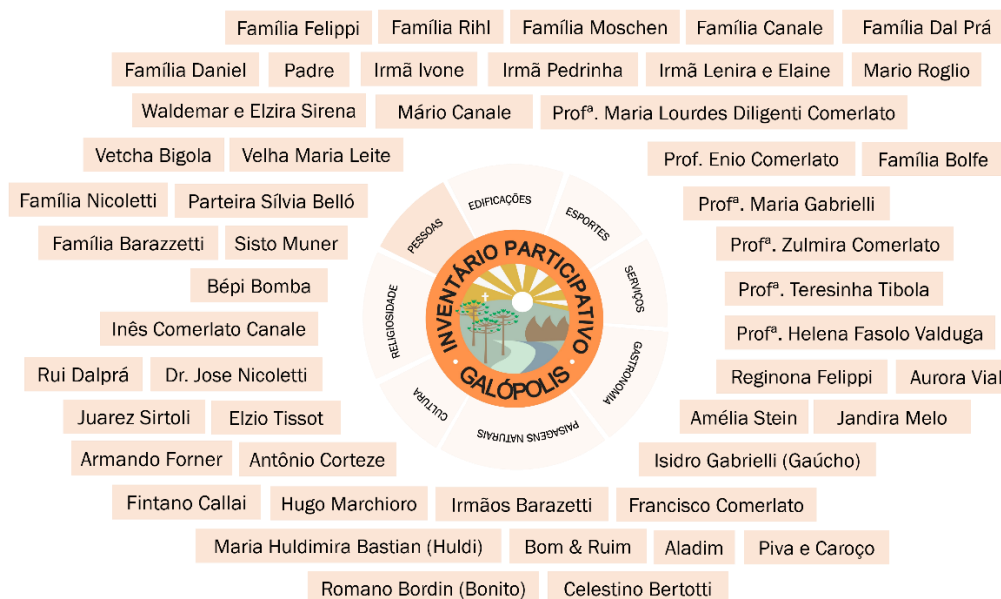 Família Felippi
Família Rihl
Família Moschen
Família Canale
Família Dal Prá
Família Daniel
Padre
Irmã Ivone
Irmã Pedrinha
Irmã Lenira e Elaine
Mario Roglio
Waldemar e Elzira Sirena
Mário Canale
Profª. Maria Lourdes Diligenti Comerlato
Vetcha Bigola
Velha Maria Leite
Prof. Enio Comerlato
Família Bolfe
Família Nicoletti
Parteira Sílvia Belló
Profª. Maria Gabrielli
Família Barazzetti
Sisto Muner
Profª. Zulmira Comerlato
Bépi Bomba
Profª. Teresinha Tibola
Inês Comerlato Canale
Profª. Helena Fasolo Valduga
Rui Dalprá
Dr. Jose Nicoletti
Reginona Felippi
Aurora Vial
Juarez Sirtoli
Elzio Tissot
Amélia Stein
Jandira Melo
Armando Forner
Antônio Corteze
Isidro Gabrielli (Gaúcho)
Fintano Callai
Hugo Marchioro
Irmãos Barazetti
Francisco Comerlato
Maria Huldimira Bastian (Huldi)
Bom & Ruim
Aladim
Piva e Caroço
Romano Bordin (Bonito)
Celestino Bertotti
PESSOAS
EDIFICAÇÕES
ESPORTES
SERVIÇOS
GASTRONOMIA
PAISAGENS NATURAIS
CULTURA
RELIGIOSIDADE
INVENTÁRIO PARTICIPATIVO
• GALÓPOLIS •